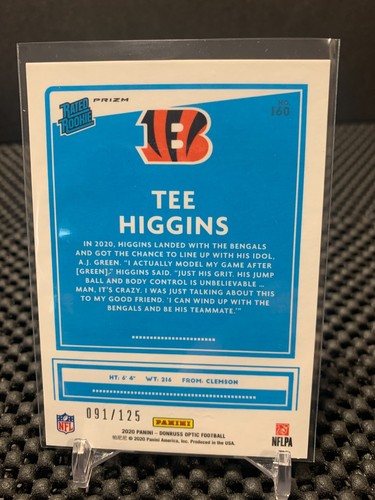 RATED
ROOKIE
PRIZM
NO.
160
B
TEE
HIGGINS
IN 2020, HIGGINS LANDED WITH THE BENGALS
AND GOT THE CHANCE TO LINE UP WITH HIS IDOL,
A.J. GREEN. "I ACTUALLY MODEL MY GAME AFTER
[GREEN]," HIGGINS SAID. "JUST HIS GRIT. HIS JUMP
BALL AND BODY CONTROL IS UNBELIEVABLE ...
MAN, IT'S CRAZY. I WAS JUST TALKING ABOUT THIS
TO MY GOOD FRIEND. 'I CAN WIND UP WITH THE
BENGALS AND BE HIS TEAMMATE.'"
HT: 6' 4" WT: 216 FROM: CLEMSON
091/125
NFL
PANINI
NFLPA
2020 PANINI - DONRUSS OPTIC FOOTBALL
© 2020 Panini America, Inc. Produced in the USA.